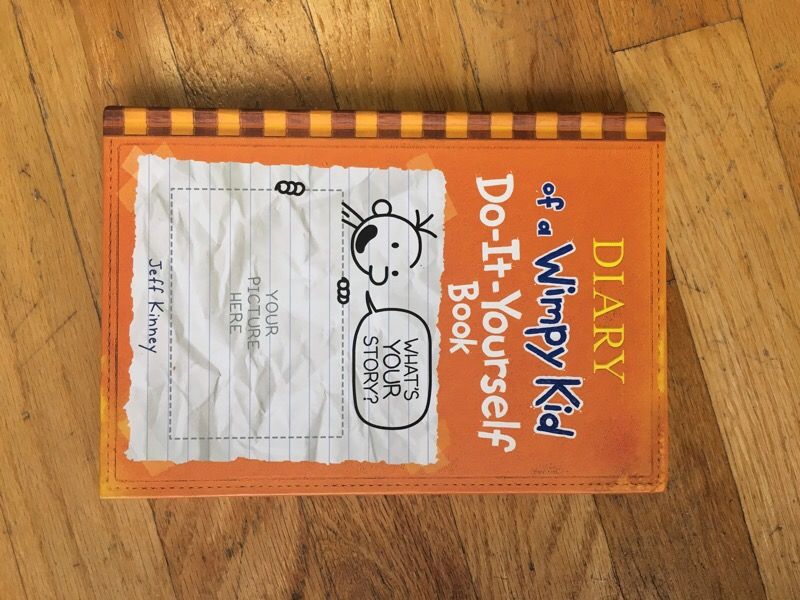 DIARY
of a Wimpy Kid
Do-It-Yourself
Book
WHAT'S
YOUR
STORY?
YOUR
PICTURE
HERE
Jeff Kinney